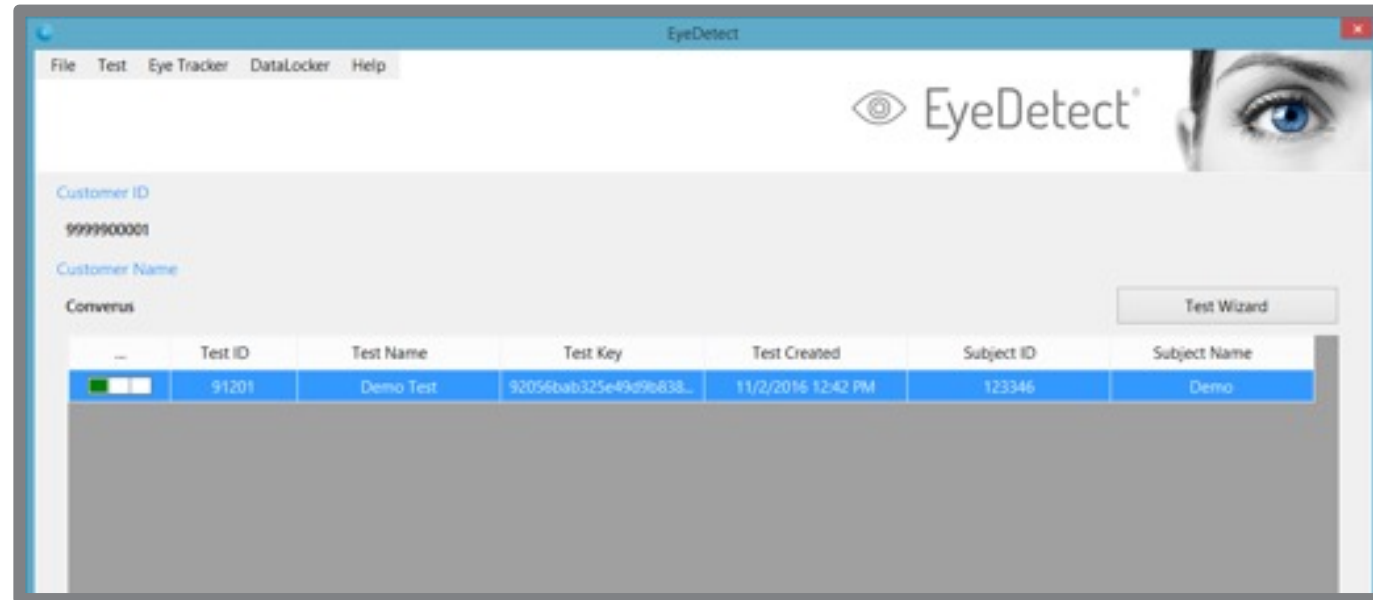 EyeDetect
File Test Eye Tracker DataLocker Help
EyeDetect®
Customer ID
9999900001
Customer Name
Converus
Test Wizard
... Test ID Test Name Test Key Test Created Subject ID Subject Name
91201 Demo Test 92056bab325e49d9b838... 11/2/2016 12:42 PM 123346 Demo